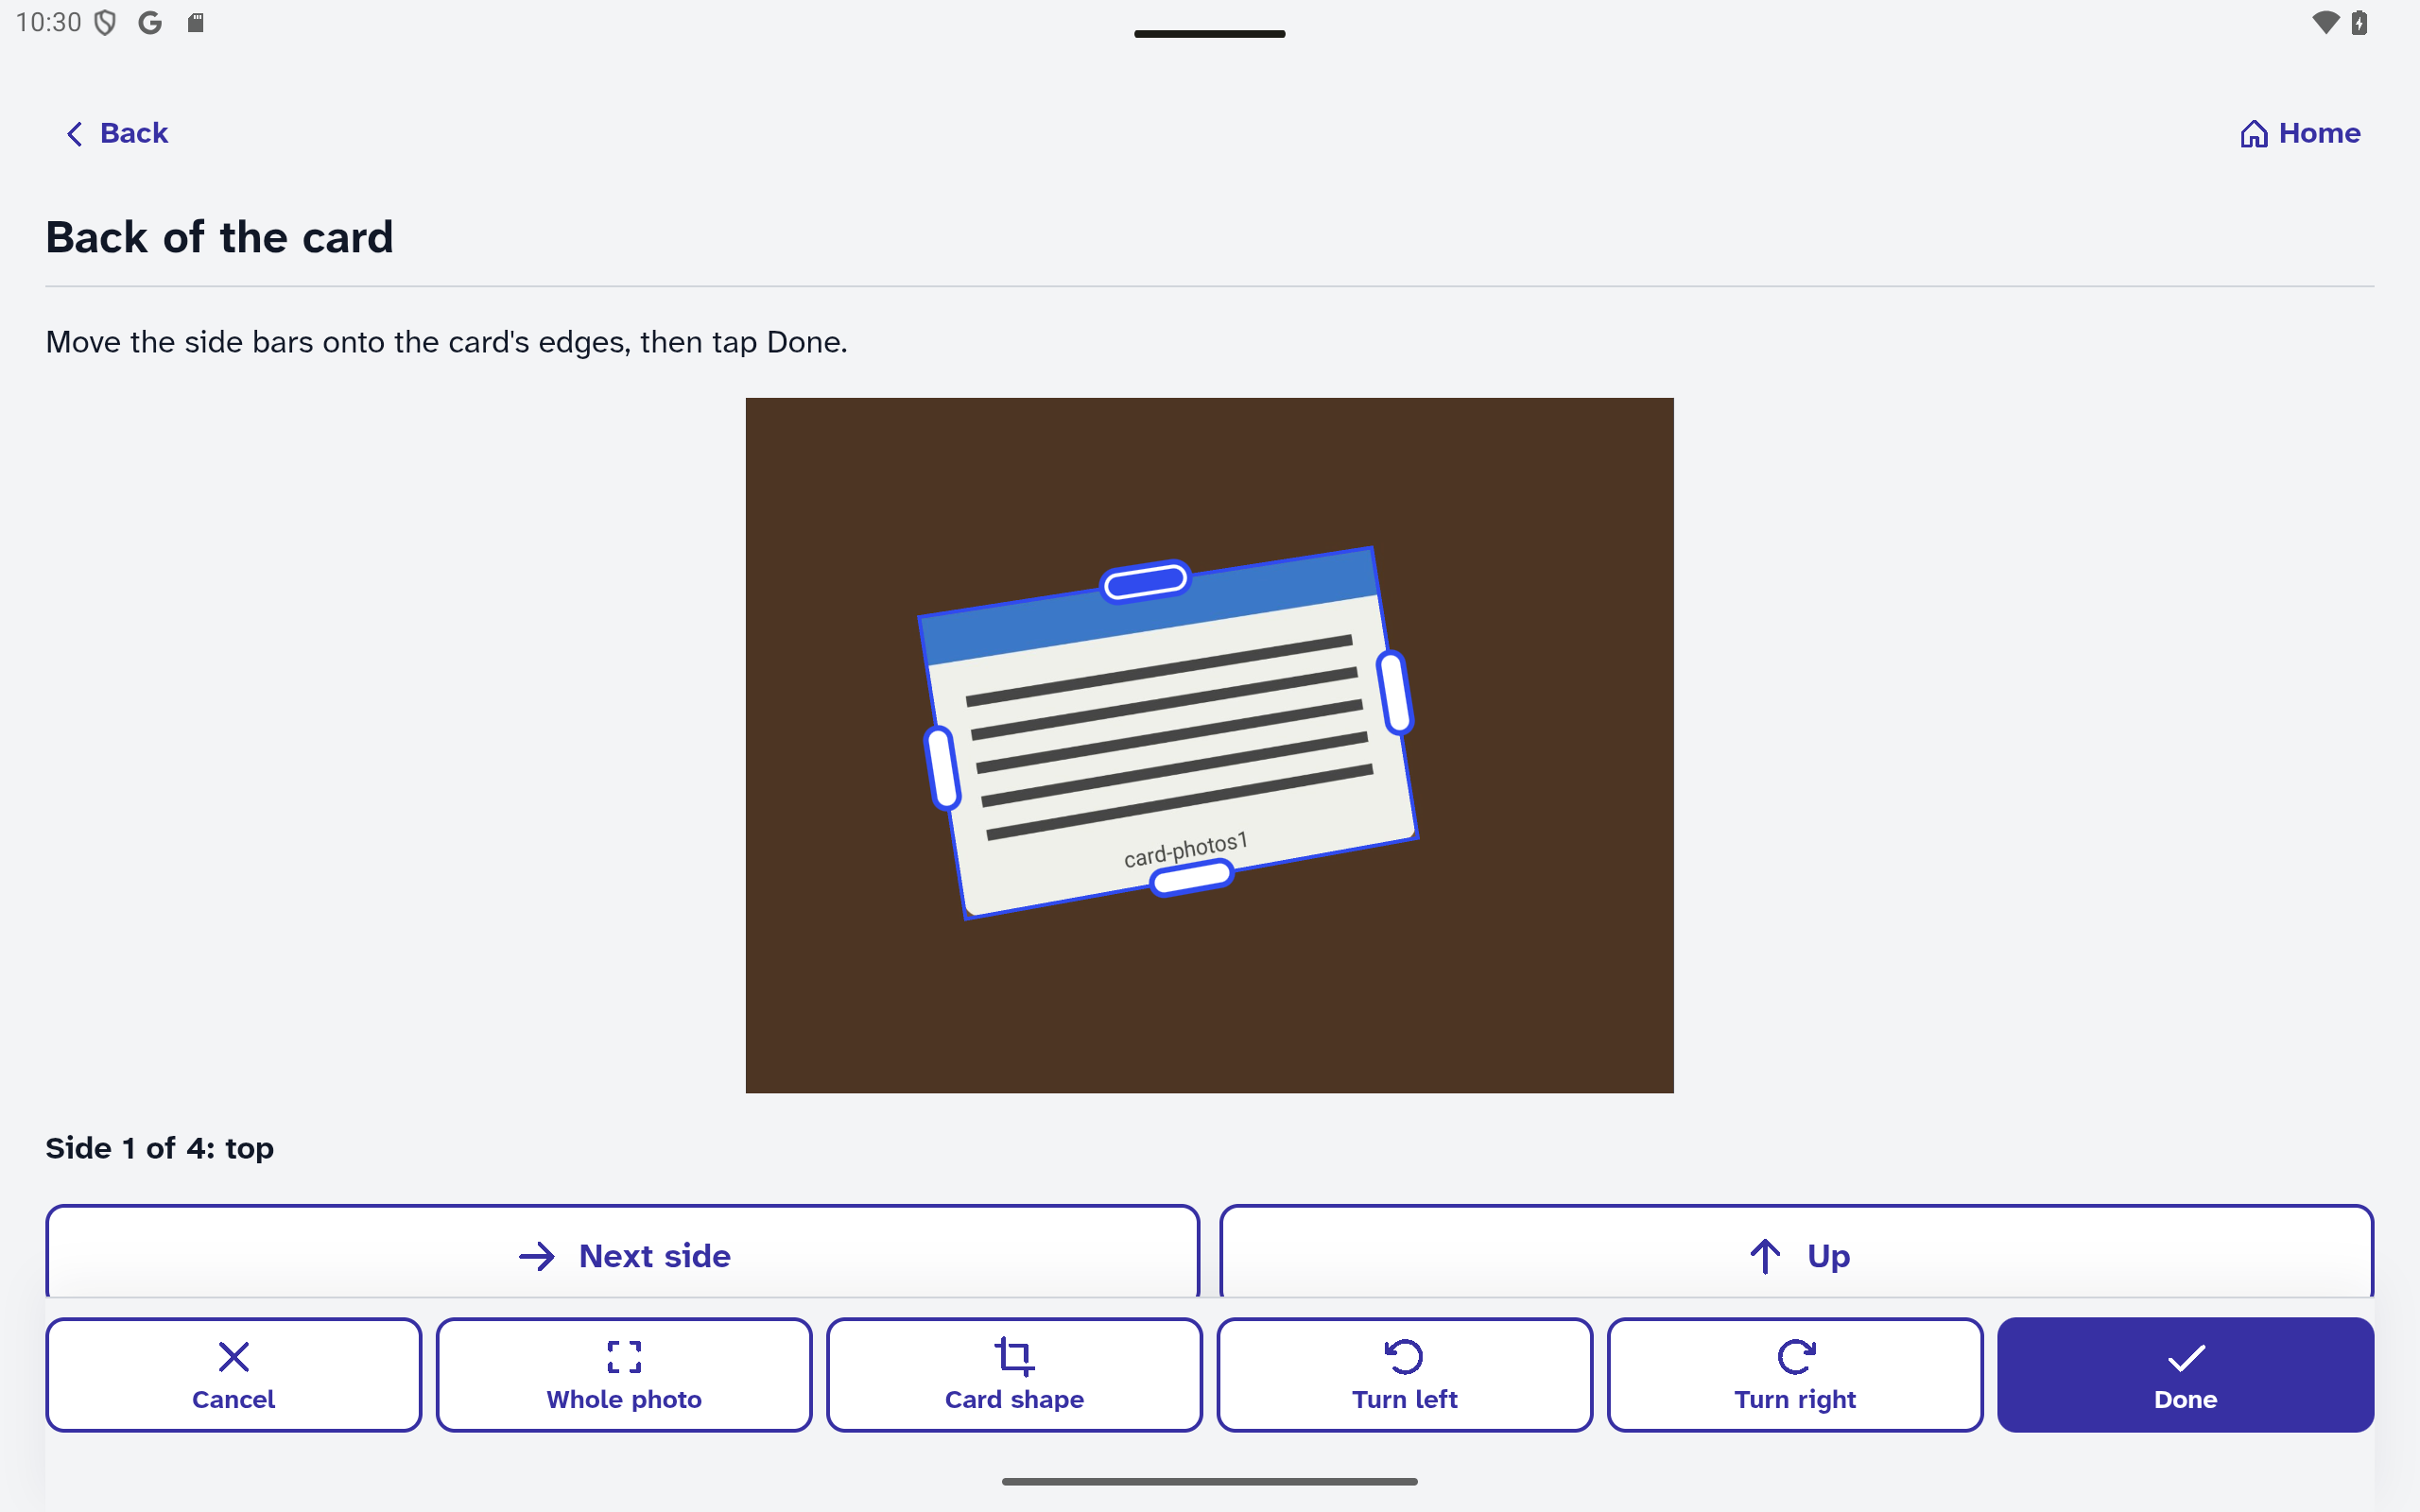 10:30
Back
Home
Back of the card
Move the side bars onto the card's edges, then tap Done.
card-photos1
Side 1 of 4: top
Next side
Up
Cancel
Whole photo
Card shape
Turn left
Turn right
Done